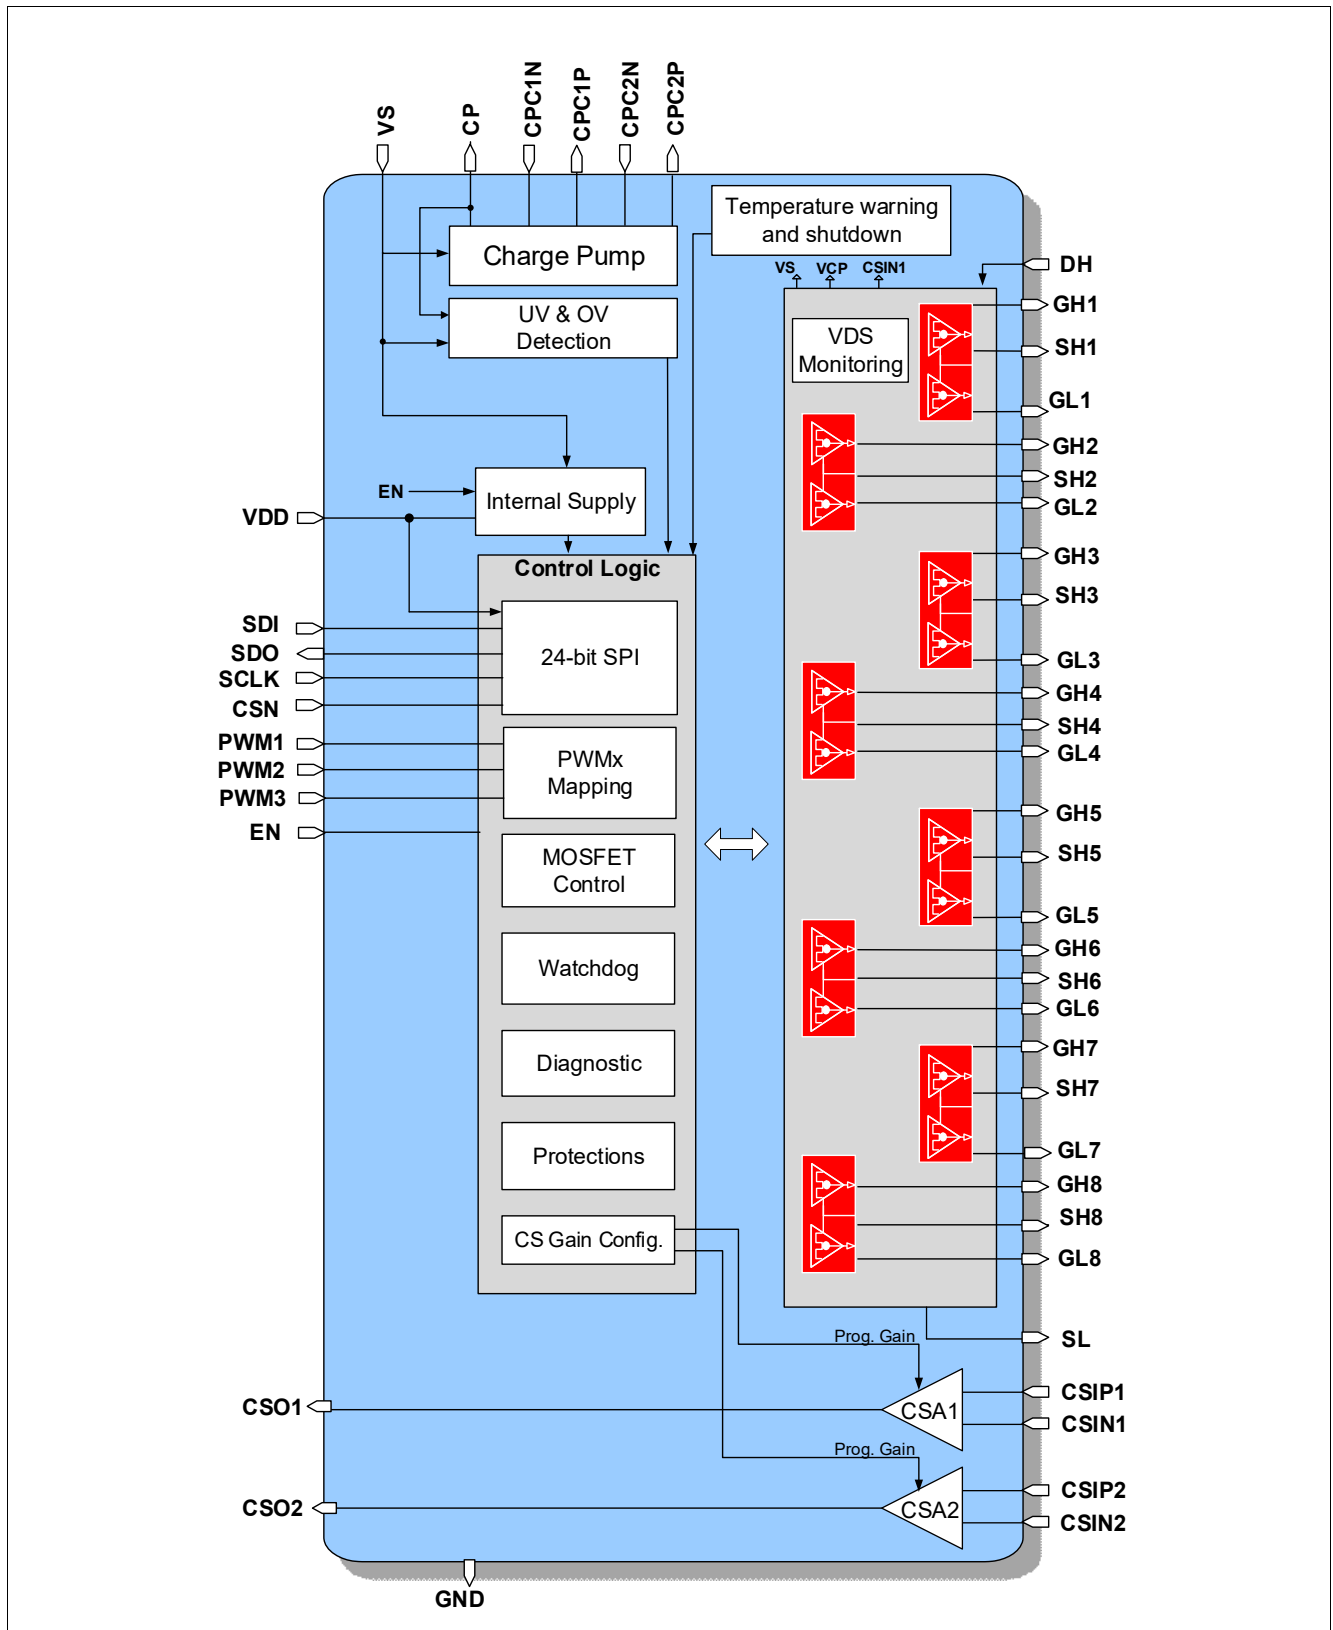 VS
CP
CPC1N
CPC1P
CPC2N
CPC2P
Temperature warning
and shutdown
Charge Pump
VS
VCP
CSIN1
DH
UV & OV
Detection
VDS
Monitoring
GH1
SH1
GL1
GH2
SH2
GL2
EN
Internal Supply
VDD
GH3
SH3
GL3
GH4
SH4
GL4
Control Logic
24-bit SPI
SDI
SDO
SCLK
CSN
PWM1
PWM2
PWM3
EN
PWMx
Mapping
MOSFET
Control
Watchdog
Diagnostic
Protections
CS Gain Config.
GH5
SH5
GL5
GH6
SH6
GL6
GH7
SH7
GL7
GH8
SH8
GL8
SL
Prog. Gain
CSA1
CSIP1
CSIN1
CSO1
Prog. Gain
CSA2
CSIP2
CSIN2
CSO2
GND